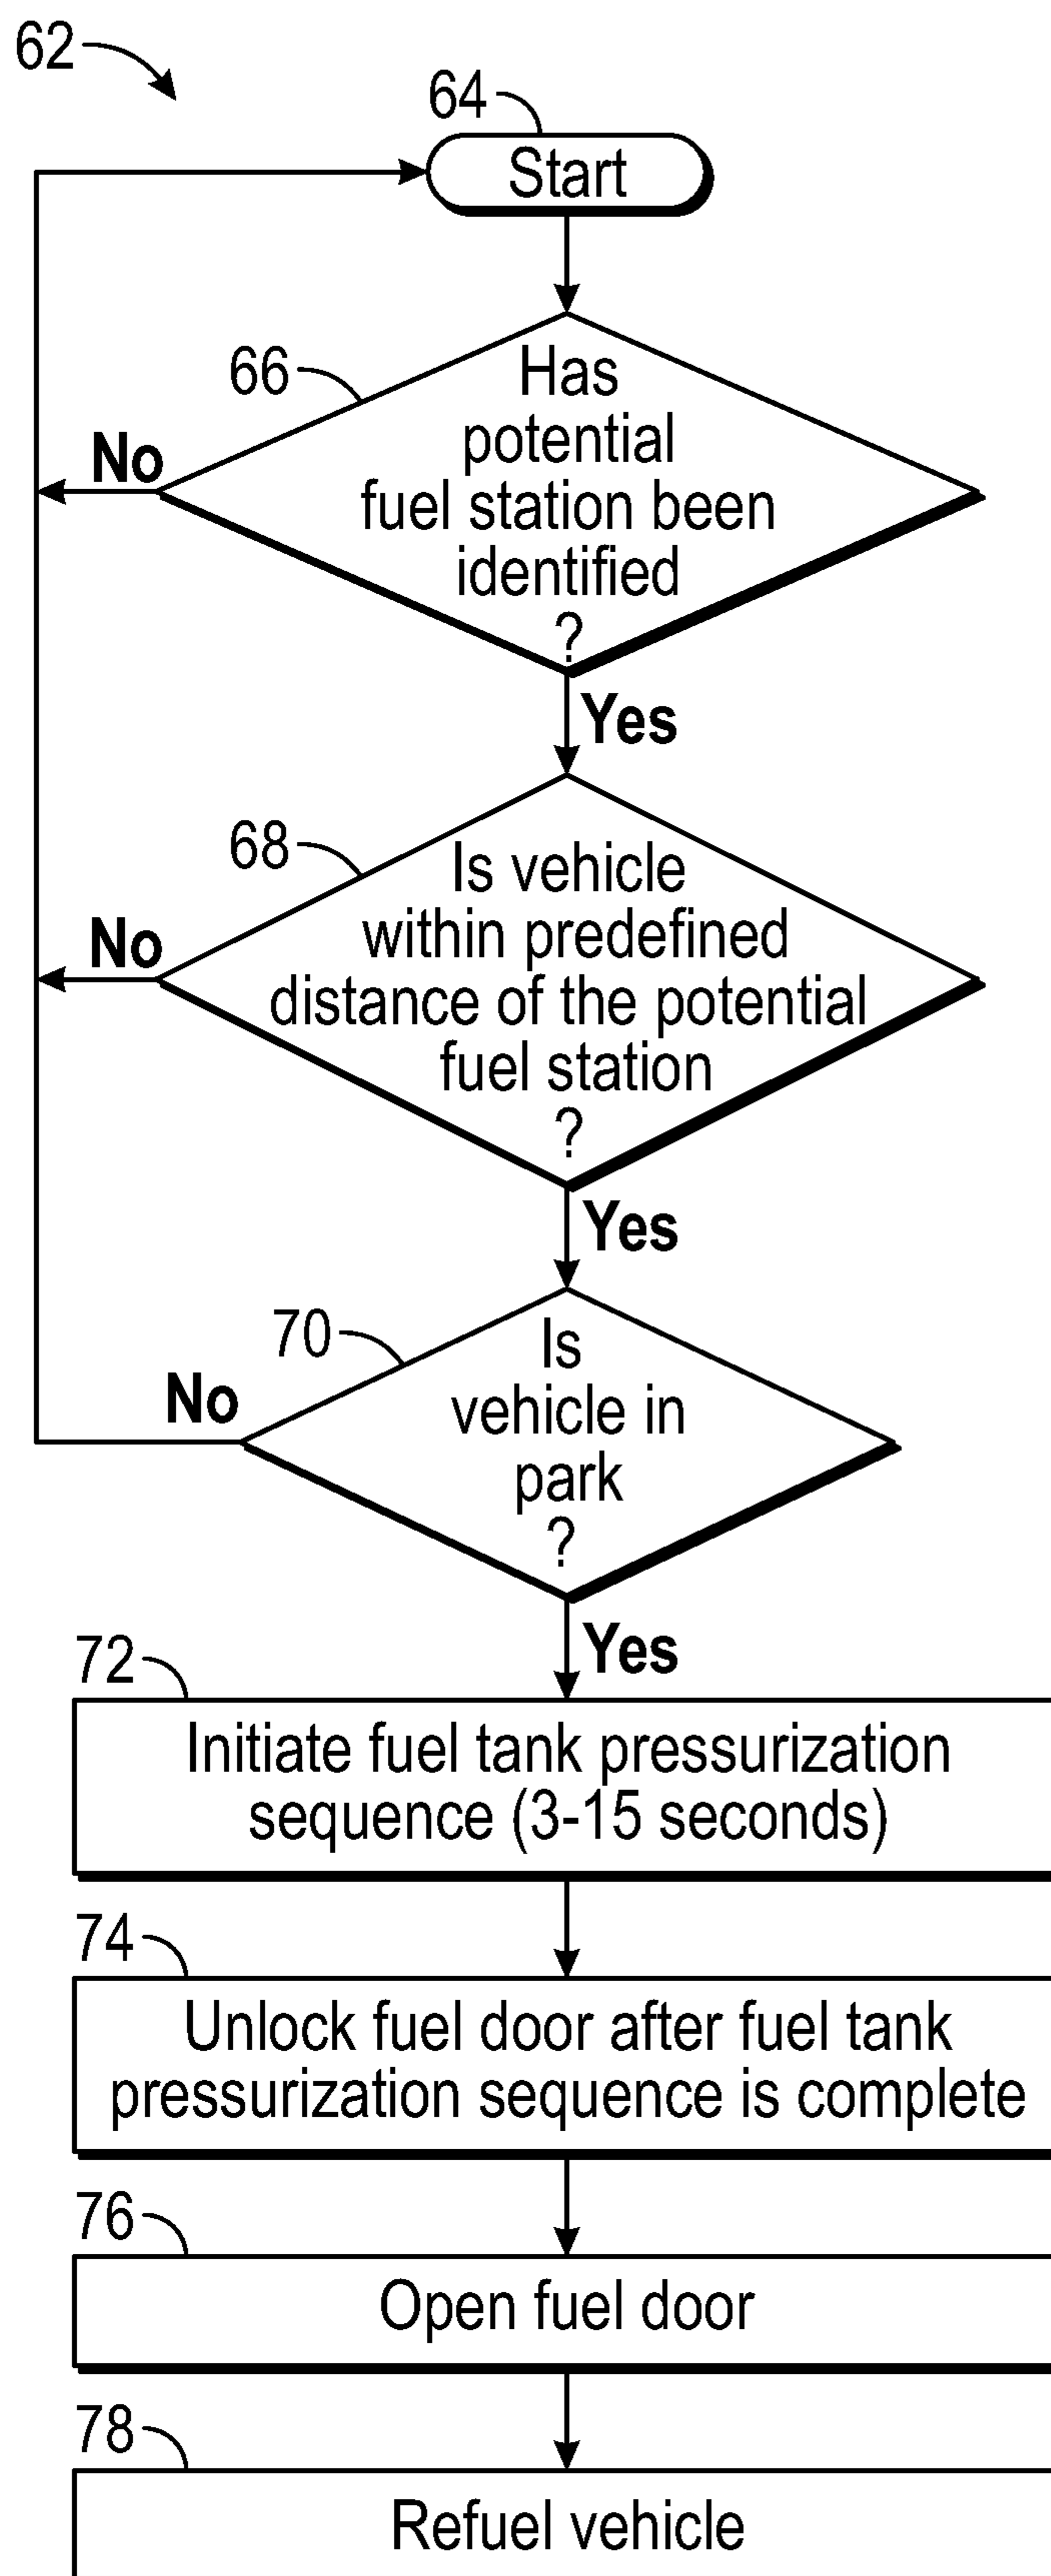 62
64
Start
66
Has
potential
fuel station been
identified
?
No
Yes
68
Is vehicle
within predefined
distance of the potential
fuel station
?
No
Yes
70
Is
vehicle in
park
?
No
Yes
72
Initiate fuel tank pressurization
sequence (3-15 seconds)
74
Unlock fuel door after fuel tank
pressurization sequence is complete
76
Open fuel door
78
Refuel vehicle